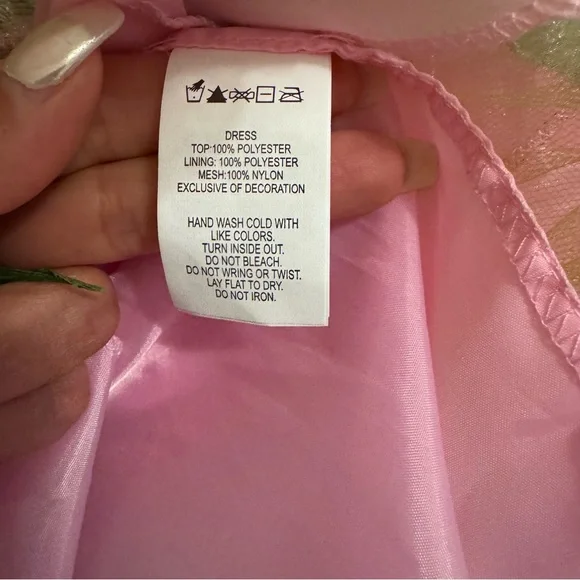 DRESS
TOP:100% POLYESTER
LINING: 100% POLYESTER
MESH:100% NYLON
EXCLUSIVE OF DECORATION
HAND WASH COLD WITH
LIKE COLORS.
TURN INSIDE OUT.
DO NOT BLEACH.
DO NOT WRING OR TWIST.
LAY FLAT TO DRY.
DO NOT IRON.